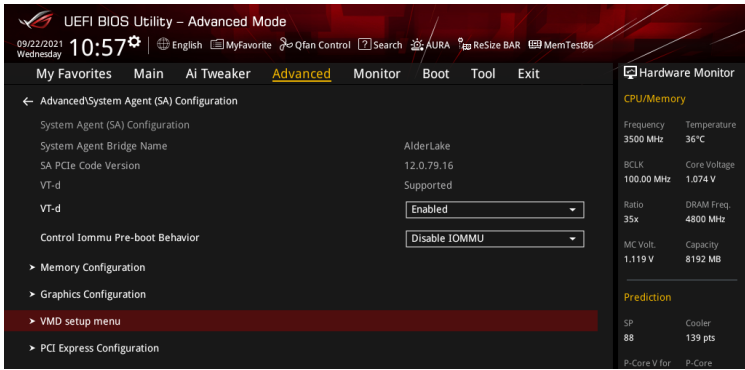 UEFI BIOS Utility – Advanced Mode
09/22/2021 Wednesday 10:57 English MyFavorite Qfan Control ? Search AURA ReSize BAR MemTest86
My Favorites Main Ai Tweaker Advanced Monitor Boot Tool Exit
Hardware Monitor
← Advanced\System Agent (SA) Configuration
System Agent (SA) Configuration
System Agent Bridge Name AlderLake
SA PCIe Code Version 12.0.79.16
VT-d Supported
VT-d Enabled
Control Iommu Pre-boot Behavior Disable IOMMU
> Memory Configuration
> Graphics Configuration
> VMD setup menu
> PCI Express Configuration
CPU/Memory
Frequency Temperature
3500 MHz 36°C
BCLK Core Voltage
100.00 MHz 1.074 V
Ratio DRAM Freq.
35x 4800 MHz
MC Volt. Capacity
1.119 V 8192 MB
Prediction
SP Cooler
88 139 pts
P-Core V for P-Core